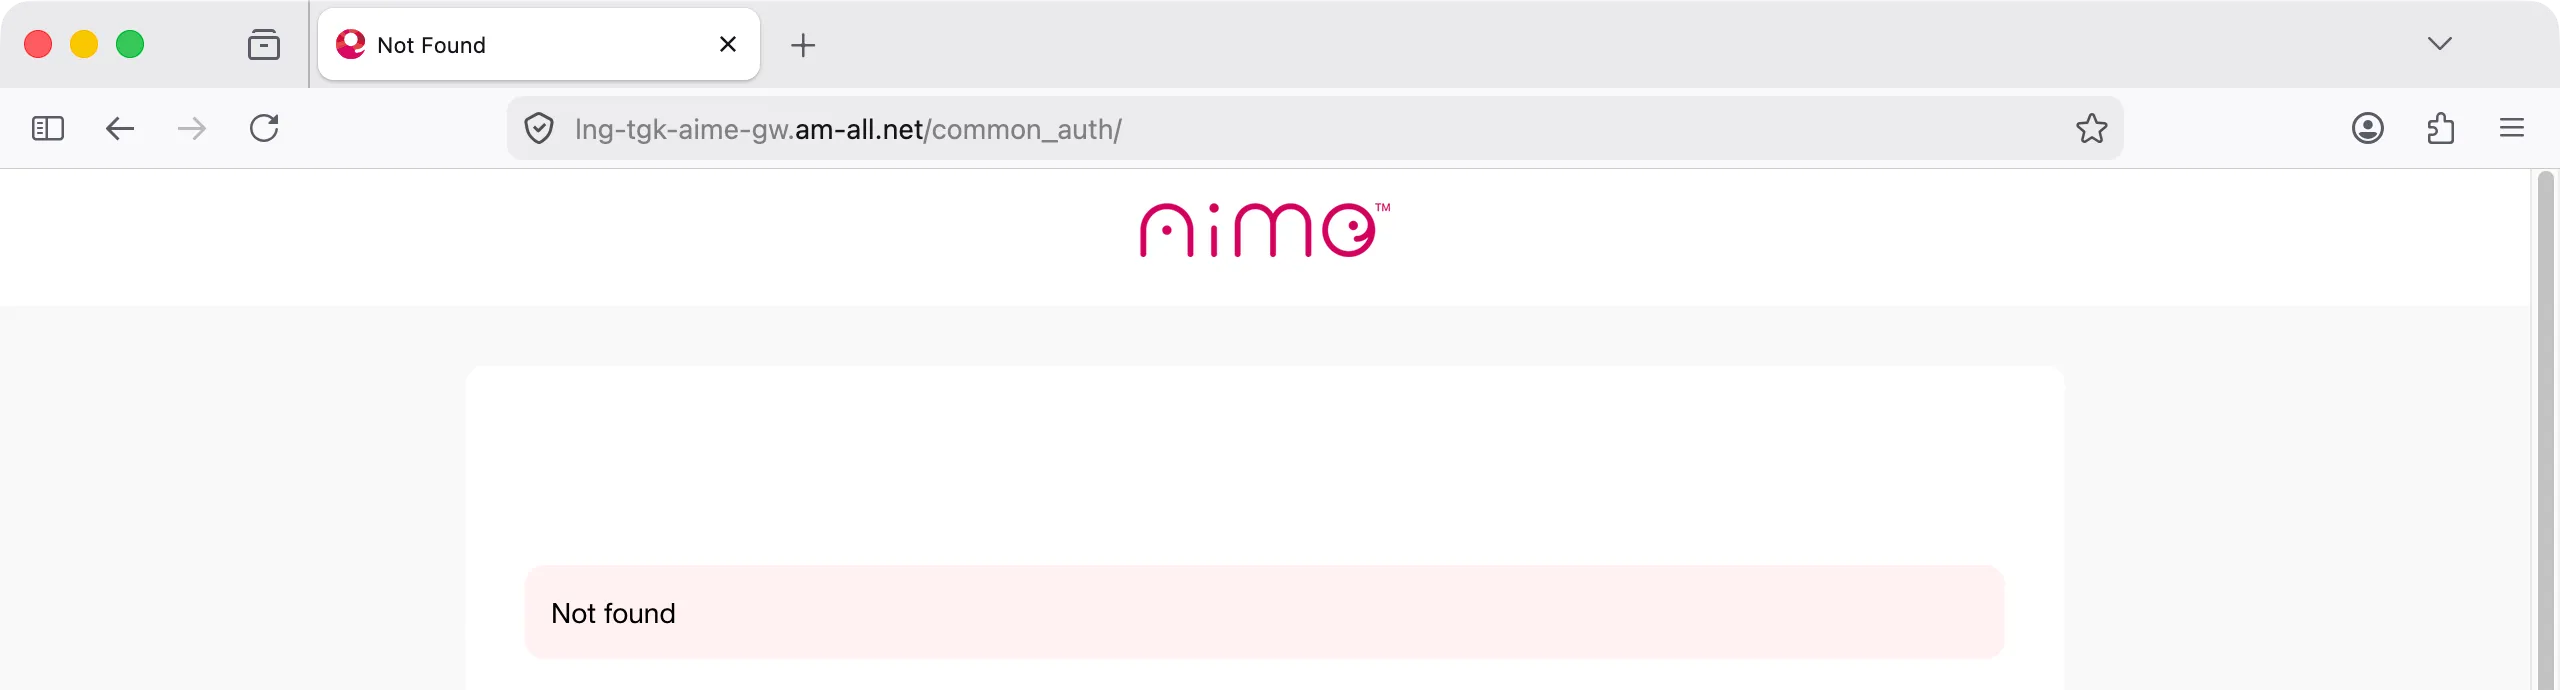 Not Found
lng-tgk-aime-gw.am-all.net/common_auth/
Aime™
Not found